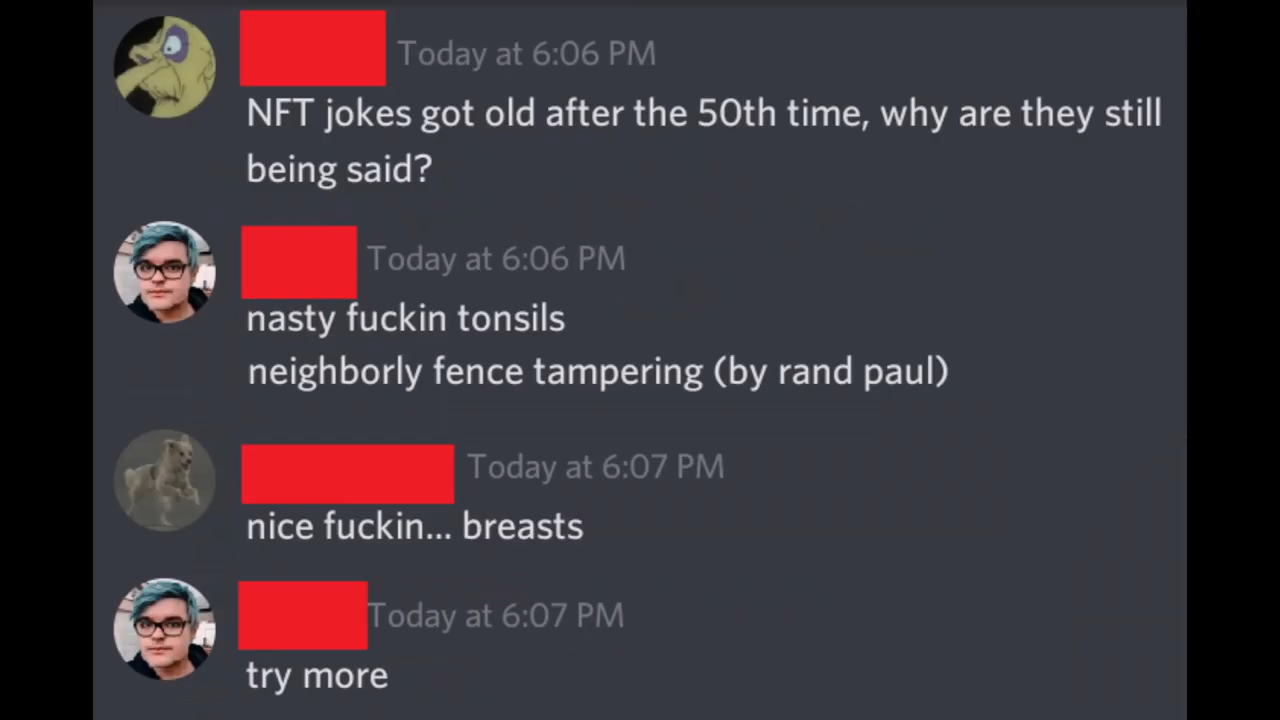 Today at 6:06 PM
NFT jokes got old after the 50th time, why are they still
being said?
Today at 6:06 PM
nasty fuckin tonsils
neighborly fence tampering (by rand paul)
Today at 6:07 PM
nice fuckin... breasts
Today at 6:07 PM
try more